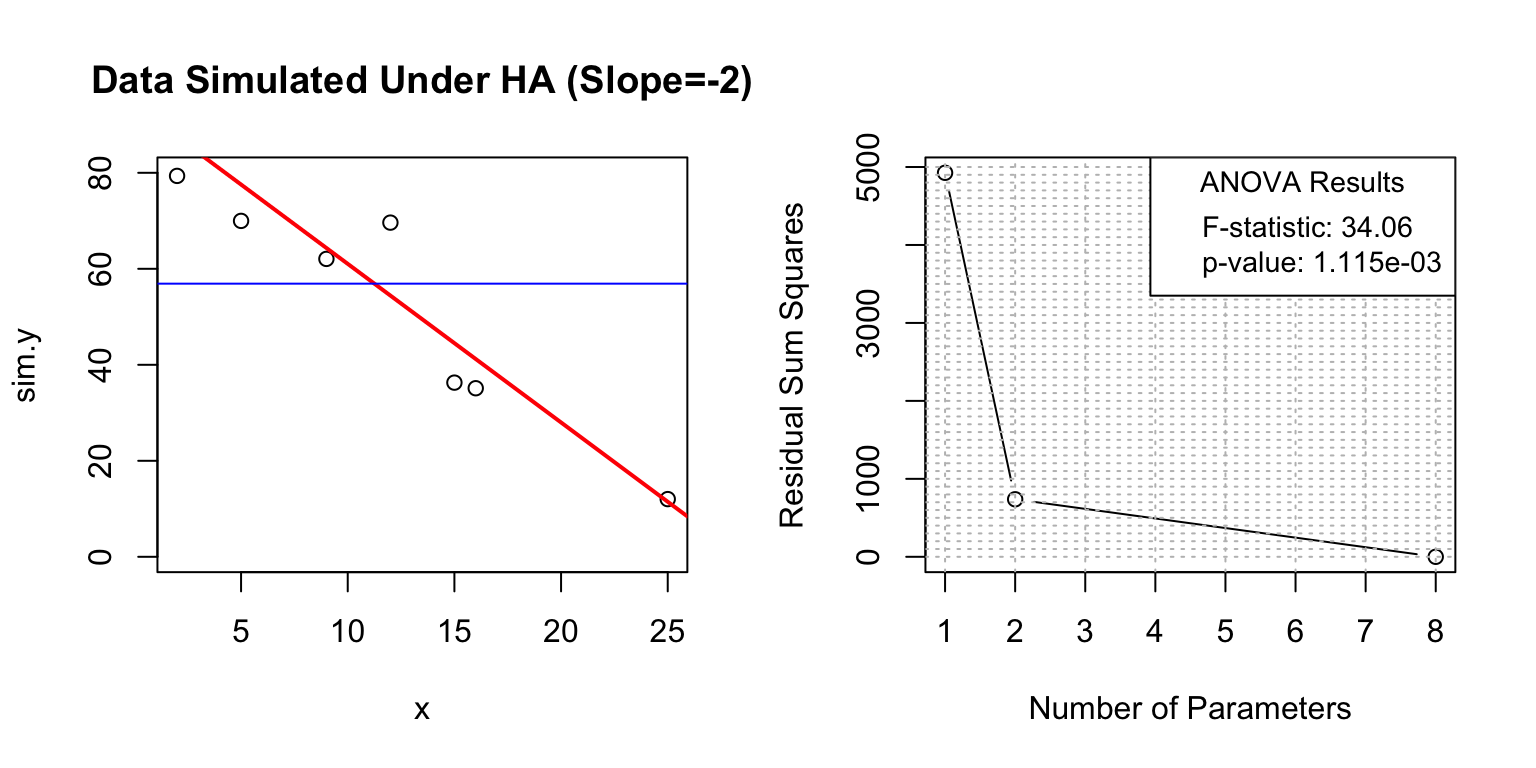 Data Simulated Under HA (Slope=-2)
sim.y
80
60
40
20
0
5 10 15 20 25
x
Residual Sum Squares
5000
3000
1000
0
ANOVA Results
F-statistic: 34.06
p-value: 1.115e-03
1 2 3 4 5 6 7 8
Number of Parameters